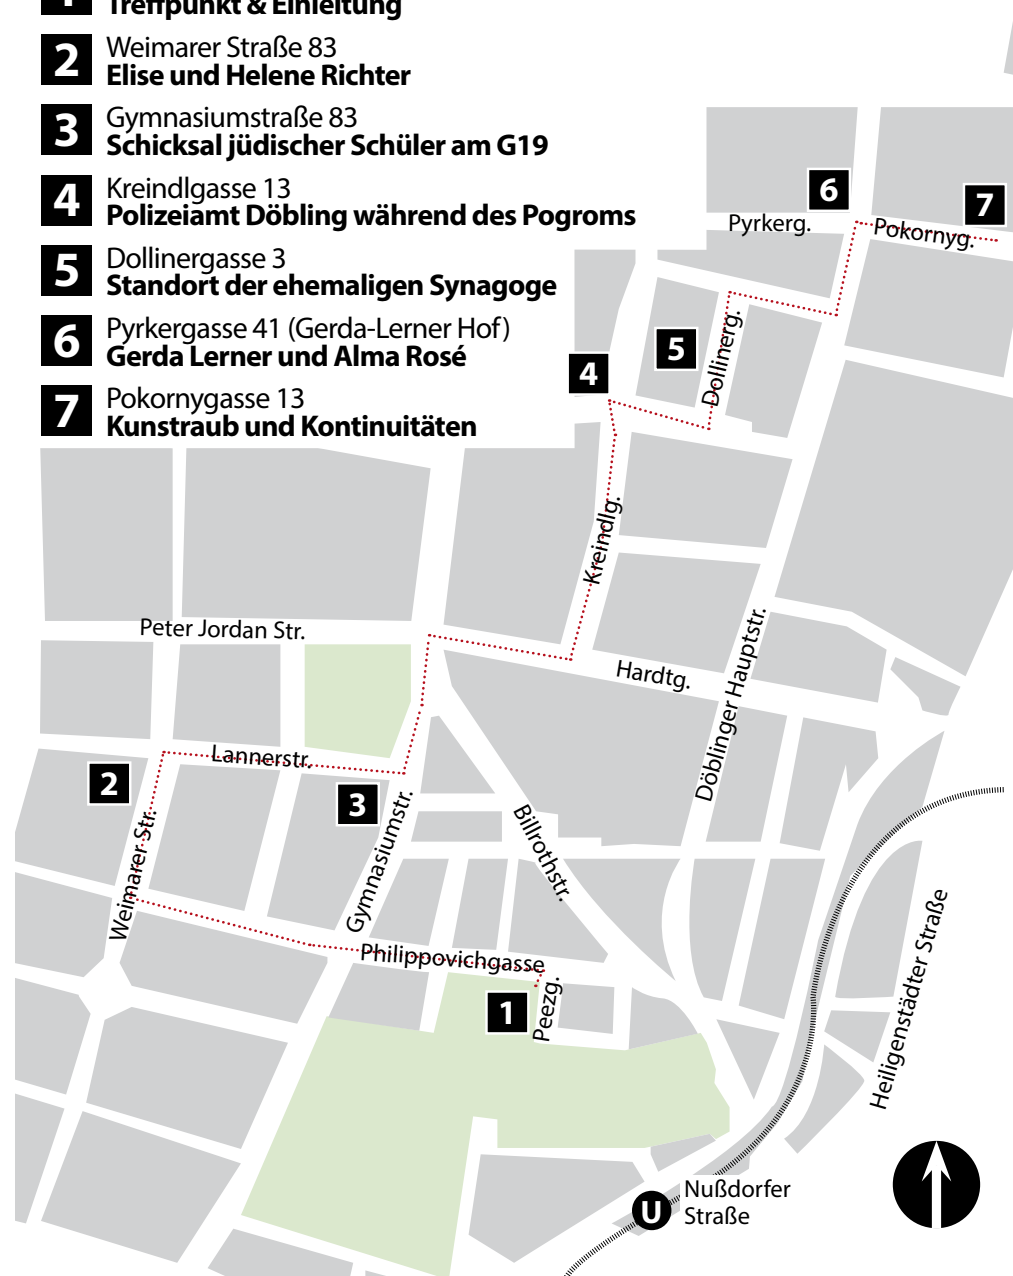 1
Treffpunkt & Einleitung
2
Weimarer Straße 83
Elise und Helene Richter
3
Gymnasiumstraße 83
Schicksal jüdischer Schüler am G19
4
Kreindlgasse 13
Polizeiamt Döbling während des Pogroms
5
Dollinergasse 3
Standort der ehemaligen Synagoge
6
Pyrkergasse 41 (Gerda-Lerner Hof)
Gerda Lerner und Alma Rosé
7
Pokornygasse 13
Kunstraub und Kontinuitäten
6
7
Pyrkerg.
Pokornyg.
5
Dollinerg.
4
Kreindlg.
Peter Jordan Str.
Hardtg.
Döblinger Hauptstr.
Lannerstr.
2
3
Weimarer Str.
Gymnasiumstr.
Billrothstr.
Philippovichgasse
1
Peezg.
Heiligenstädter Straße
U
Nußdorfer
Straße